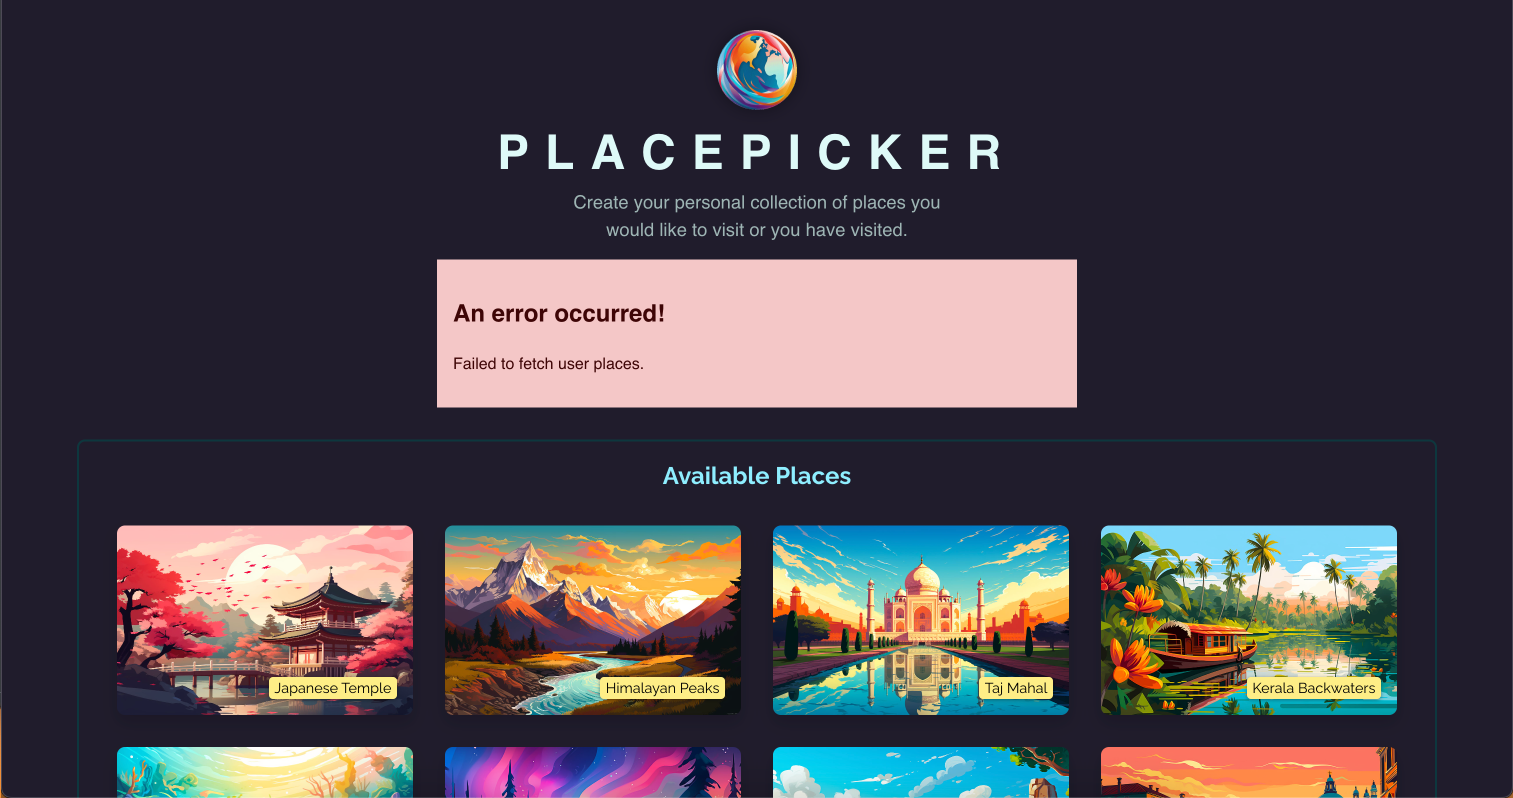 PLACEPICKER
Create your personal collection of places you
would like to visit or you have visited.
An error occurred!
Failed to fetch user places.
Available Places
Japanese Temple
Himalayan Peaks
Taj Mahal
Kerala Backwaters